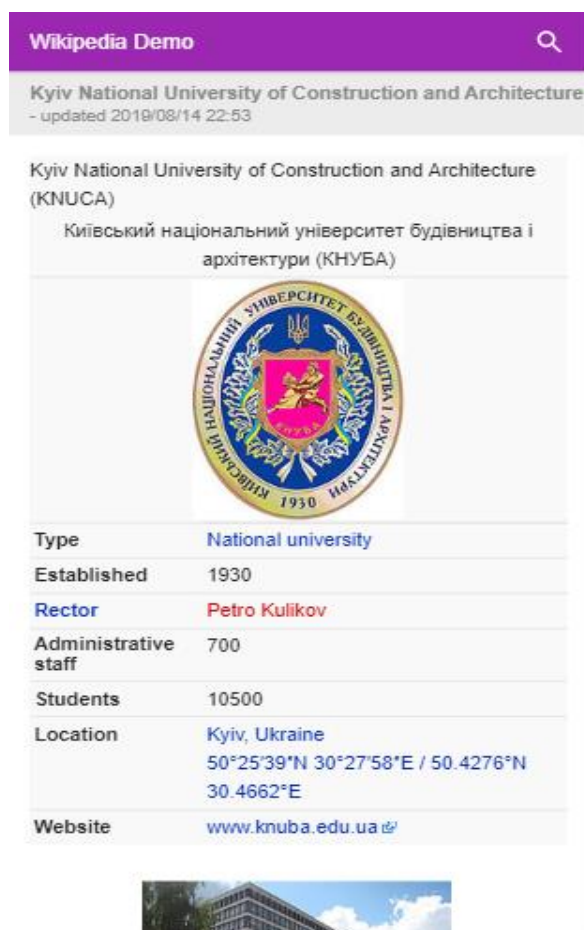 Wikipedia Demo
Kyiv National University of Construction and Architecture
- updated 2019/08/14 22:53
Kyiv National University of Construction and Architecture
(KNUCA)
Київський національний університет будівництва і
архітектури (КНУБА)
КИЇВСЬКИЙ НАЦІОНАЛЬНИЙ УНІВЕРСИТЕТ БУДІВНИЦТВА І АРХІТЕКТУРИ
КНУБА
1930
Type National university
Established 1930
Rector Petro Kulikov
Administrative 700
staff
Students 10500
Location Kyiv, Ukraine
50°25′39″N 30°27′58″E / 50.4276°N
30.4662°E
Website www.knuba.edu.ua